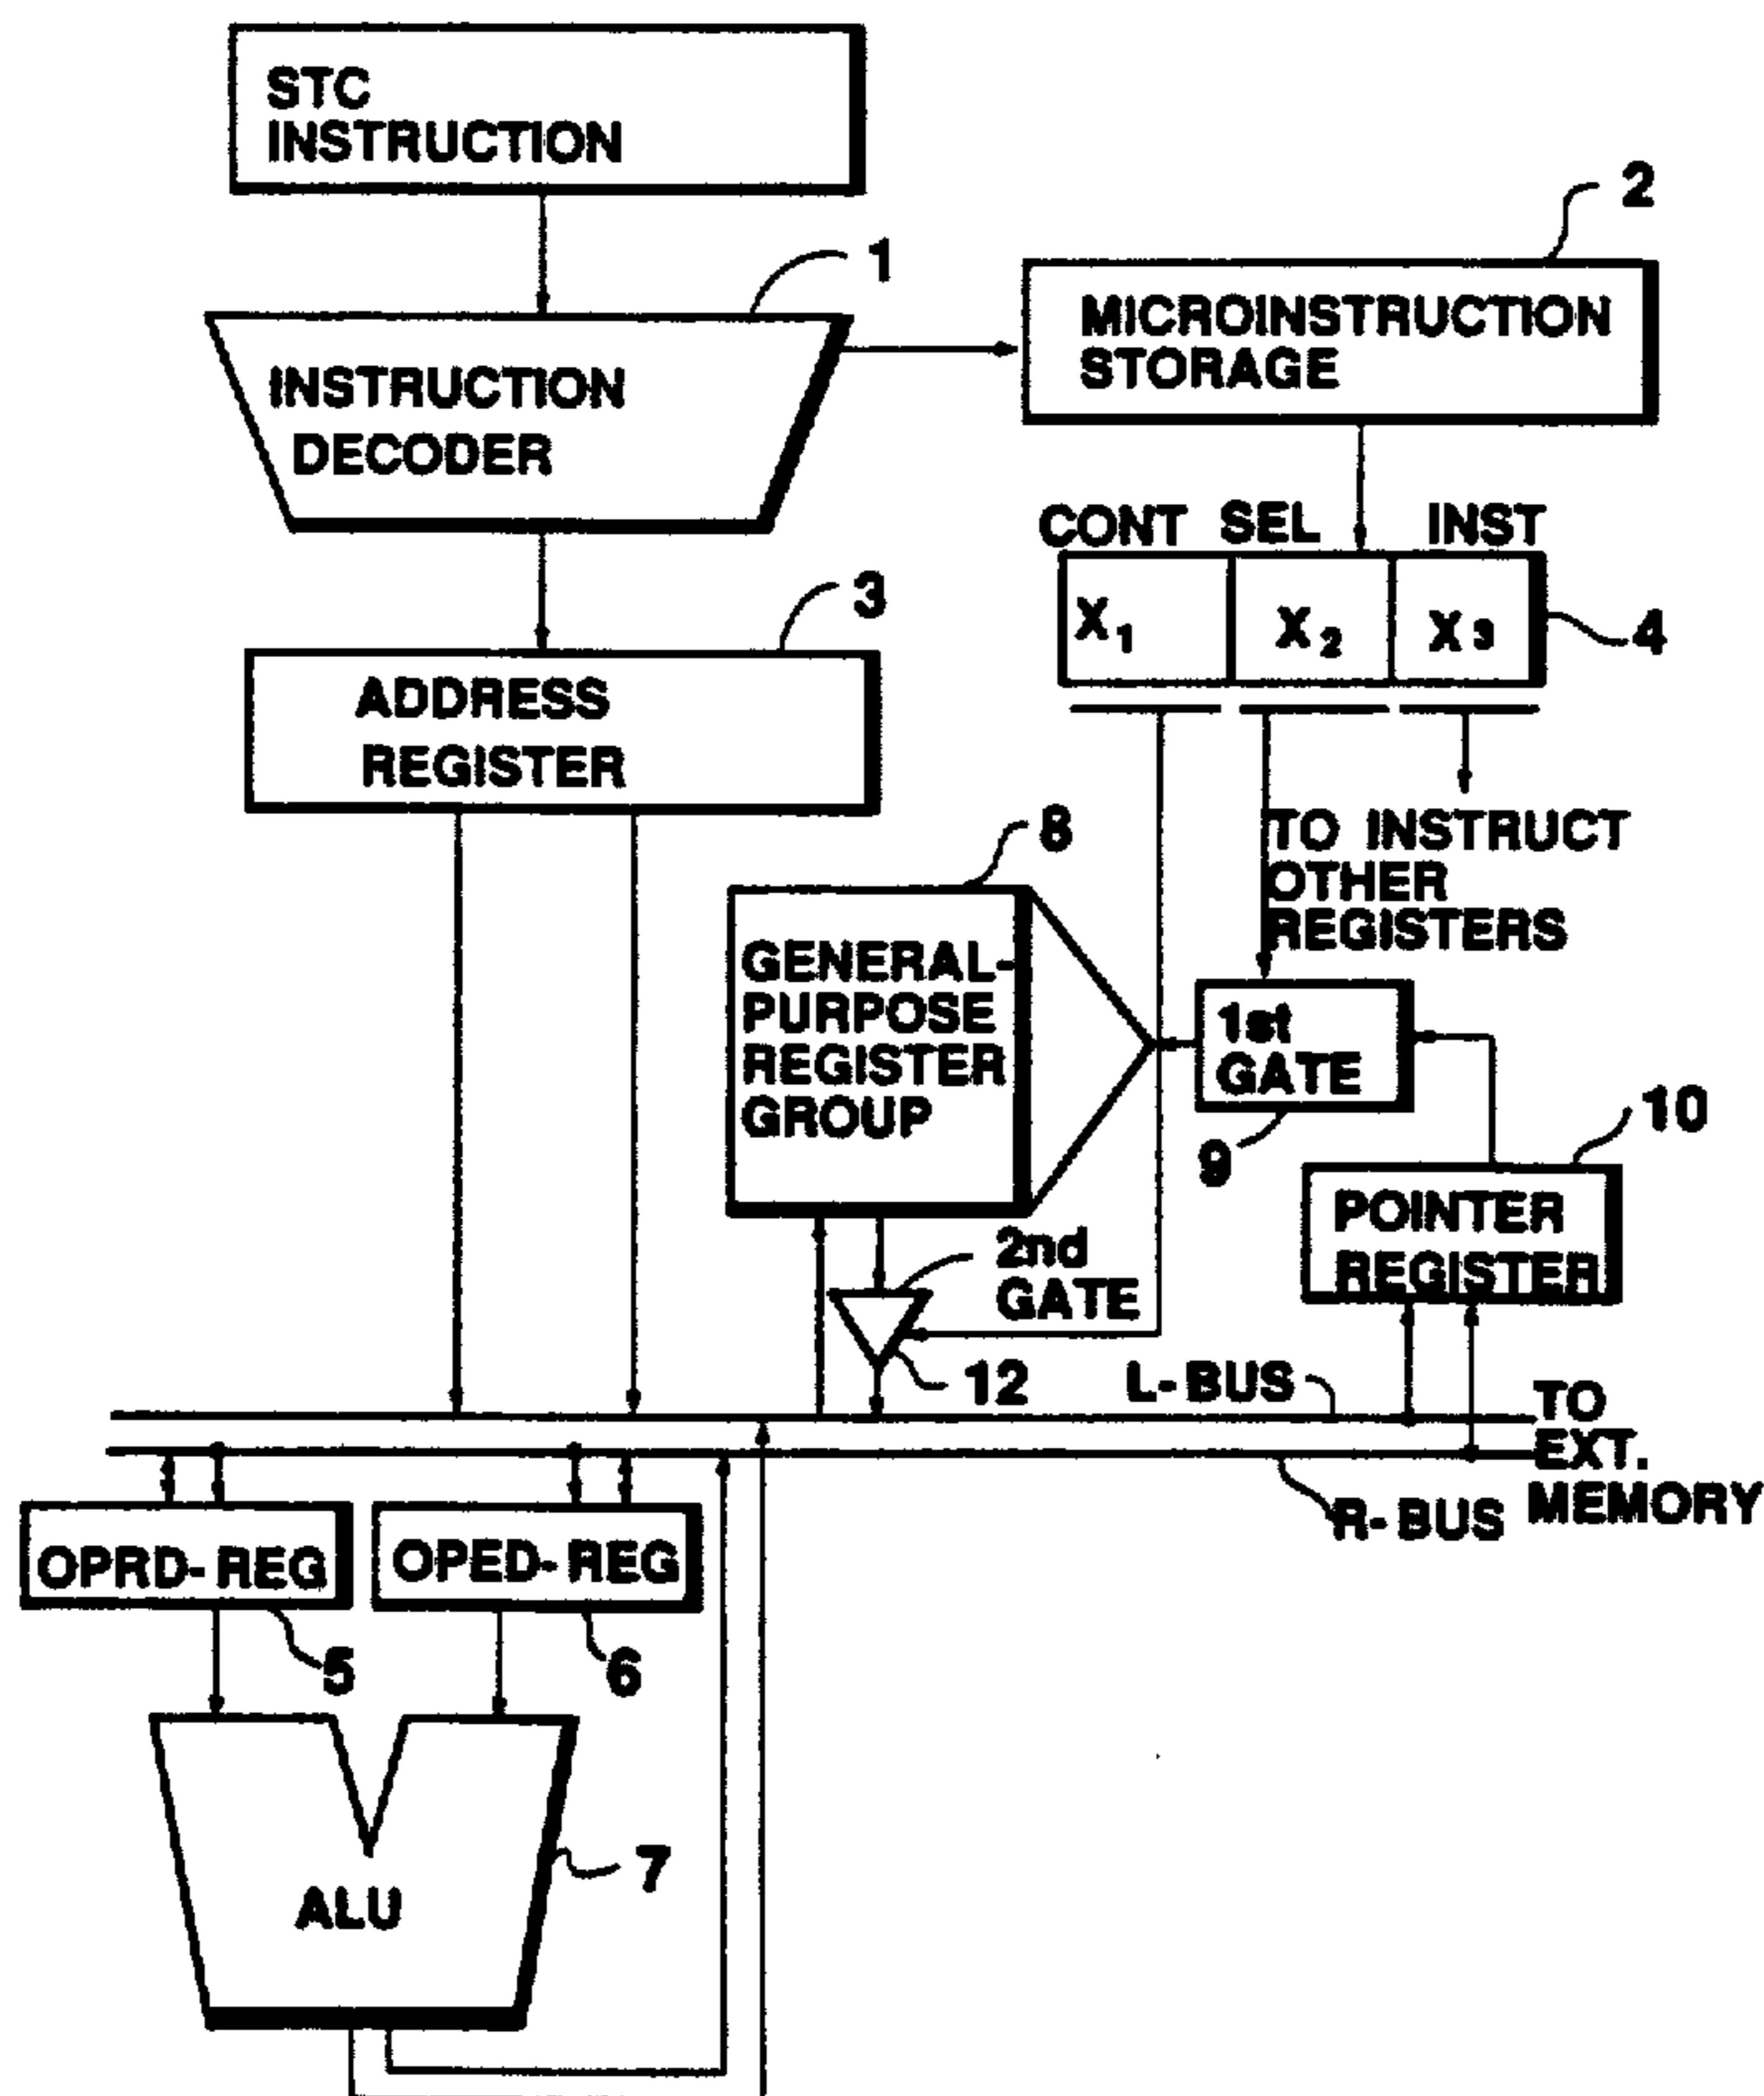 STC
INSTRUCTION
1
2
INSTRUCTION
DECODER
MICROINSTRUCTION
STORAGE
CONT SEL INST
X1 X2 X3
4
3
ADDRESS
REGISTER
TO INSTRUCT
OTHER
REGISTERS
8
GENERAL-
PURPOSE
REGISTER
GROUP
1st
GATE
9
10
POINTER
REGISTER
2nd
GATE
12
L-BUS
R-BUS
TO
EXT.
MEMORY
OPRD-REG
OPED-REG
5
6
ALU
7